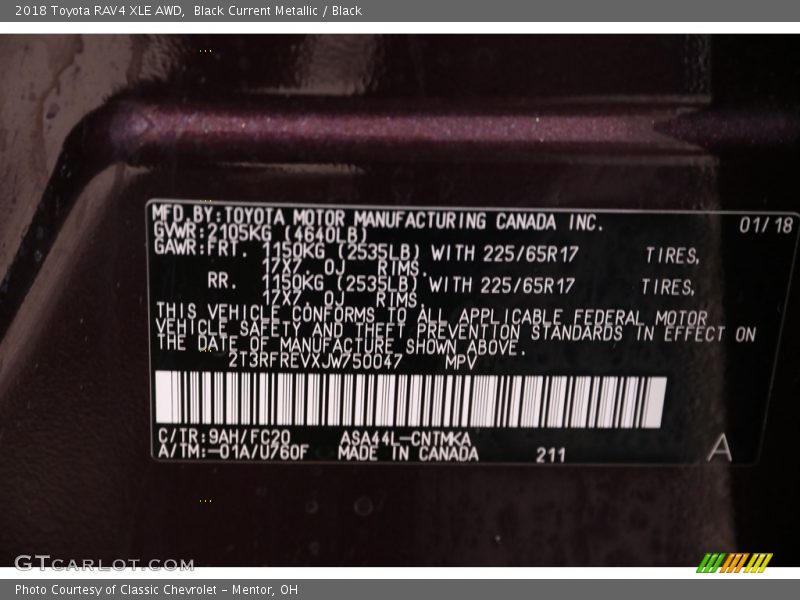 2018 Toyota RAV4 XLE AWD,  Black Current Metallic / Black
MFD.BY:TOYOTA MOTOR MANUFACTURING CANADA INC. 01/18
GVWR:2105KG (4640LB)
GAWR:FRT. 1150KG (2535LB) WITH 225/65R17 TIRES,
17X7 OJ RIMS.
RR. 1150KG (2535LB) WITH 225/65R17 TIRES,
17X7 OJ RIMS.
THIS VEHICLE CONFORMS TO ALL APPLICABLE FEDERAL MOTOR
VEHICLE SAFETY AND THEFT PREVENTION STANDARDS IN EFFECT ON
THE DATE OF MANUFACTURE SHOWN ABOVE.
2T3RFREVXJW750047 MPV
C/TR:9AH/FC20 ASA44L-CNTMKA
A/TM:-01A/U760F MADE IN CANADA 211 A
GTCARLOT.COM
Photo Courtesy of Classic Chevrolet - Mentor, OH